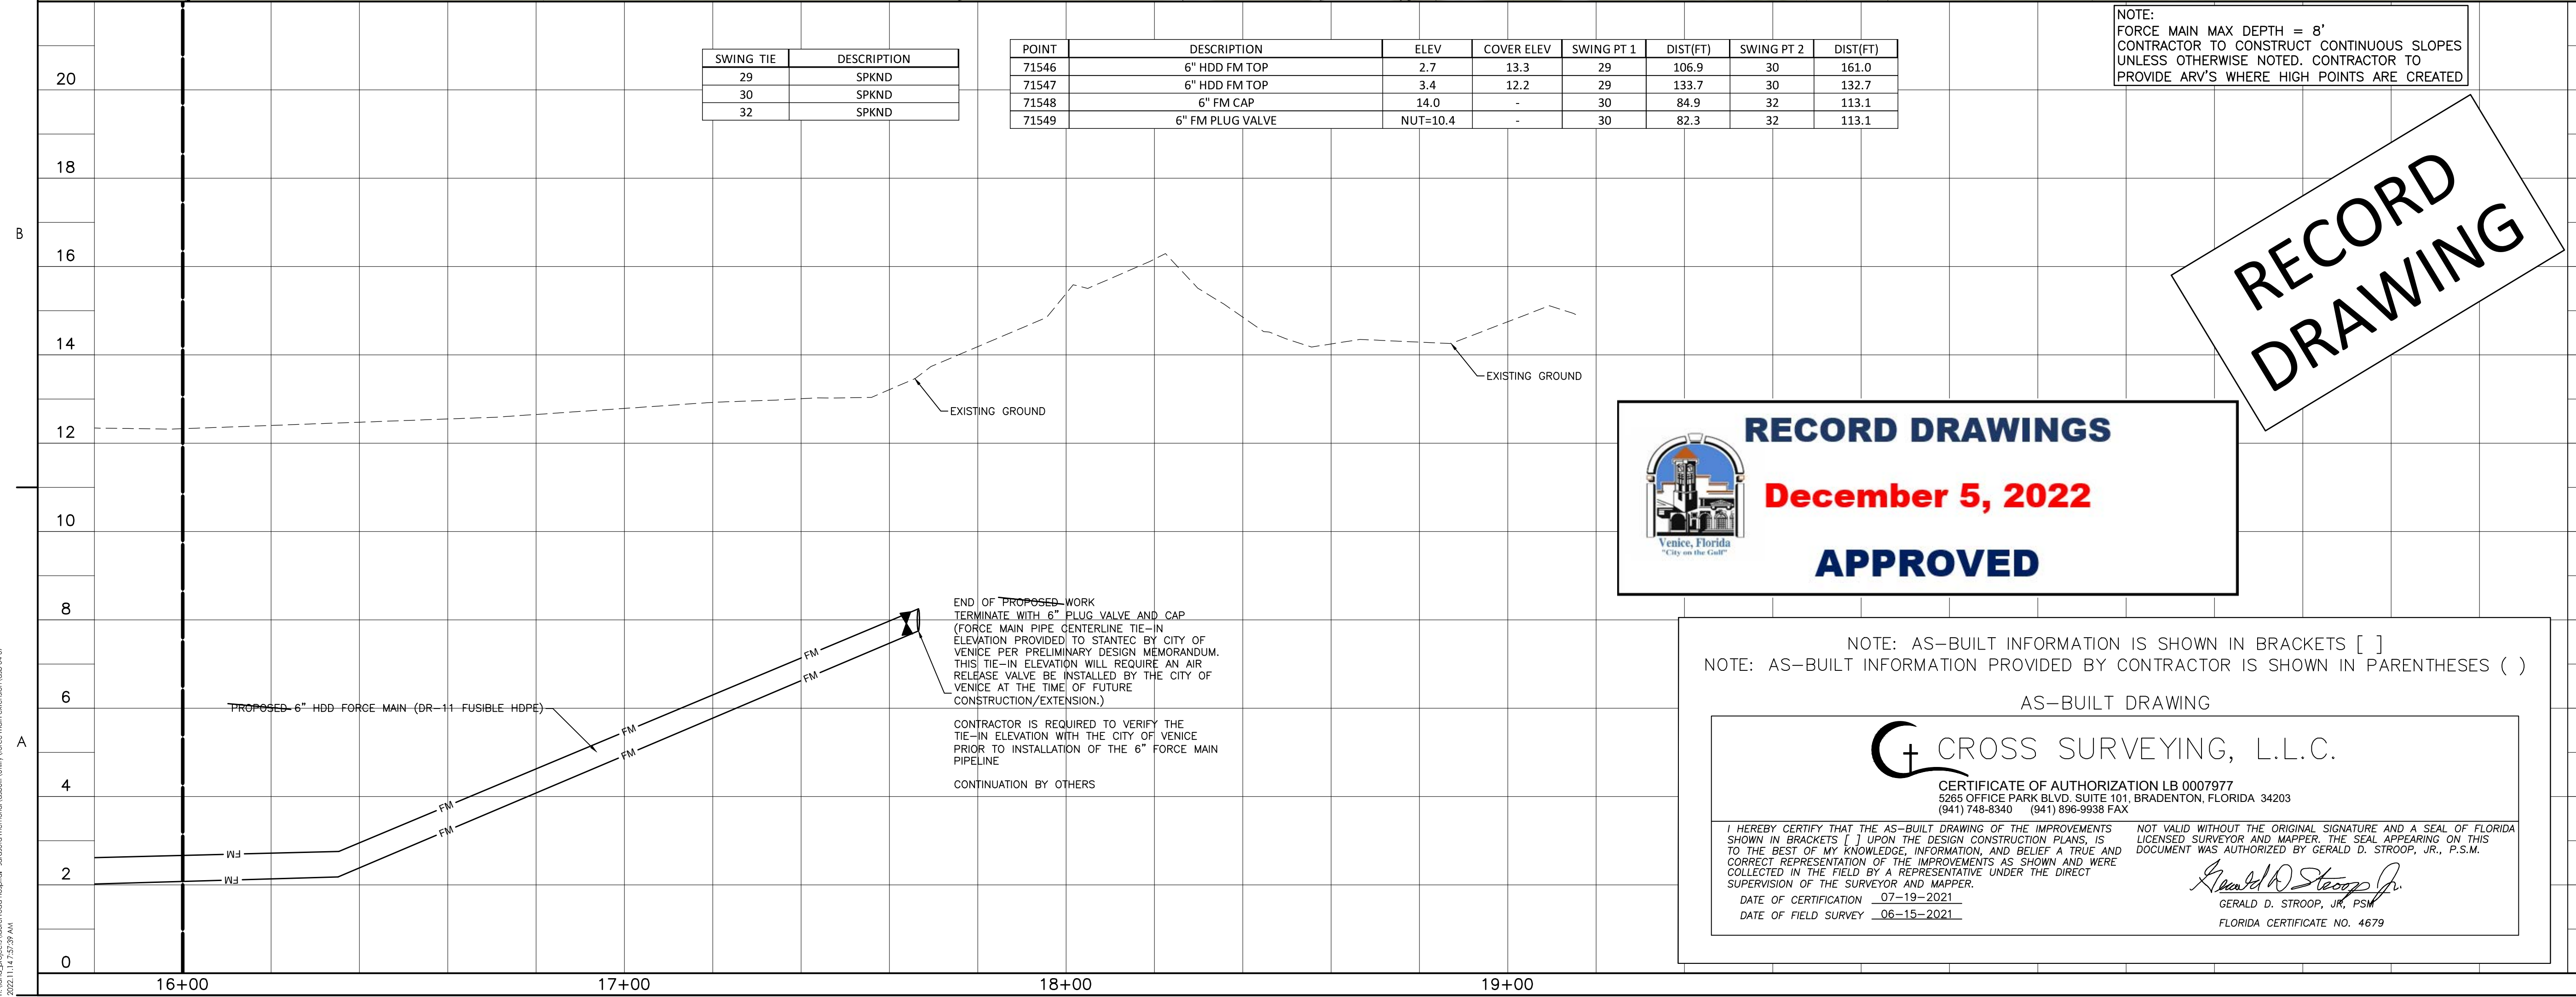 NOTE:
FORCE MAIN MAX DEPTH = 8'
CONTRACTOR TO CONSTRUCT CONTINUOUS SLOPES
UNLESS OTHERWISE NOTED. CONTRACTOR TO
PROVIDE ARV'S WHERE HIGH POINTS ARE CREATED
SWING TIE DESCRIPTION
29 SPKND
30 SPKND
32 SPKND
POINT DESCRIPTION ELEV COVER ELEV SWING PT 1 DIST(FT) SWING PT 2 DIST(FT)
71546 6" HDD FM TOP 2.7 13.3 29 106.9 30 161.0
71547 6" HDD FM TOP 3.4 12.2 29 133.7 30 132.7
71548 6" FM CAP 14.0 - 30 84.9 32 113.1
71549 6" FM PLUG VALVE NUT=10.4 - 30 82.3 32 113.1
RECORD
DRAWING
20
18
B
16
14
12
10
8
6
A
4
2
0
EXISTING GROUND
EXISTING GROUND
RECORD DRAWINGS
December 5, 2022
APPROVED
Venice, Florida
"City on the Gulf"
END OF PROPOSED WORK
TERMINATE WITH 6" PLUG VALVE AND CAP
(FORCE MAIN PIPE CENTERLINE TIE-IN
ELEVATION PROVIDED TO STANTEC BY CITY OF
VENICE PER PRELIMINARY DESIGN MEMORANDUM.
THIS TIE-IN ELEVATION WILL REQUIRE AN AIR
RELEASE VALVE BE INSTALLED BY THE CITY OF
VENICE AT THE TIME OF FUTURE
CONSTRUCTION/EXTENSION.)
CONTRACTOR IS REQUIRED TO VERIFY THE
TIE-IN ELEVATION WITH THE CITY OF VENICE
PRIOR TO INSTALLATION OF THE 6" FORCE MAIN
PIPELINE
CONTINUATION BY OTHERS
PROPOSED 6" HDD FORCE MAIN (DR-11 FUSIBLE HDPE)
FM
FM
FM
FM
FM
FM
FM
FM
NOTE: AS-BUILT INFORMATION IS SHOWN IN BRACKETS [ ]
NOTE: AS-BUILT INFORMATION PROVIDED BY CONTRACTOR IS SHOWN IN PARENTHESES ( )
AS-BUILT DRAWING
CROSS SURVEYING, L.L.C.
CERTIFICATE OF AUTHORIZATION LB 0007977
5265 OFFICE PARK BLVD. SUITE 101, BRADENTON, FLORIDA 34203
(941) 748-8340 (941) 896-9938 FAX
I HEREBY CERTIFY THAT THE AS-BUILT DRAWING OF THE IMPROVEMENTS
SHOWN IN BRACKETS [ ] UPON THE DESIGN CONSTRUCTION PLANS, IS
TO THE BEST OF MY KNOWLEDGE, INFORMATION, AND BELIEF A TRUE AND
CORRECT REPRESENTATION OF THE IMPROVEMENTS AS SHOWN AND WERE
COLLECTED IN THE FIELD BY A REPRESENTATIVE UNDER THE DIRECT
SUPERVISION OF THE SURVEYOR AND MAPPER.
DATE OF CERTIFICATION 07-19-2021
DATE OF FIELD SURVEY 06-15-2021
NOT VALID WITHOUT THE ORIGINAL SIGNATURE AND A SEAL OF FLORIDA
LICENSED SURVEYOR AND MAPPER. THE SEAL APPEARING ON THIS
DOCUMENT WAS AUTHORIZED BY GERALD D. STROOP, JR., P.S.M.
Gerald D Stroop Jr.
GERALD D. STROOP, JR, PSM
FLORIDA CERTIFICATE NO. 4679
2022.11.14 7:57:39 AM
16+00 17+00 18+00 19+00